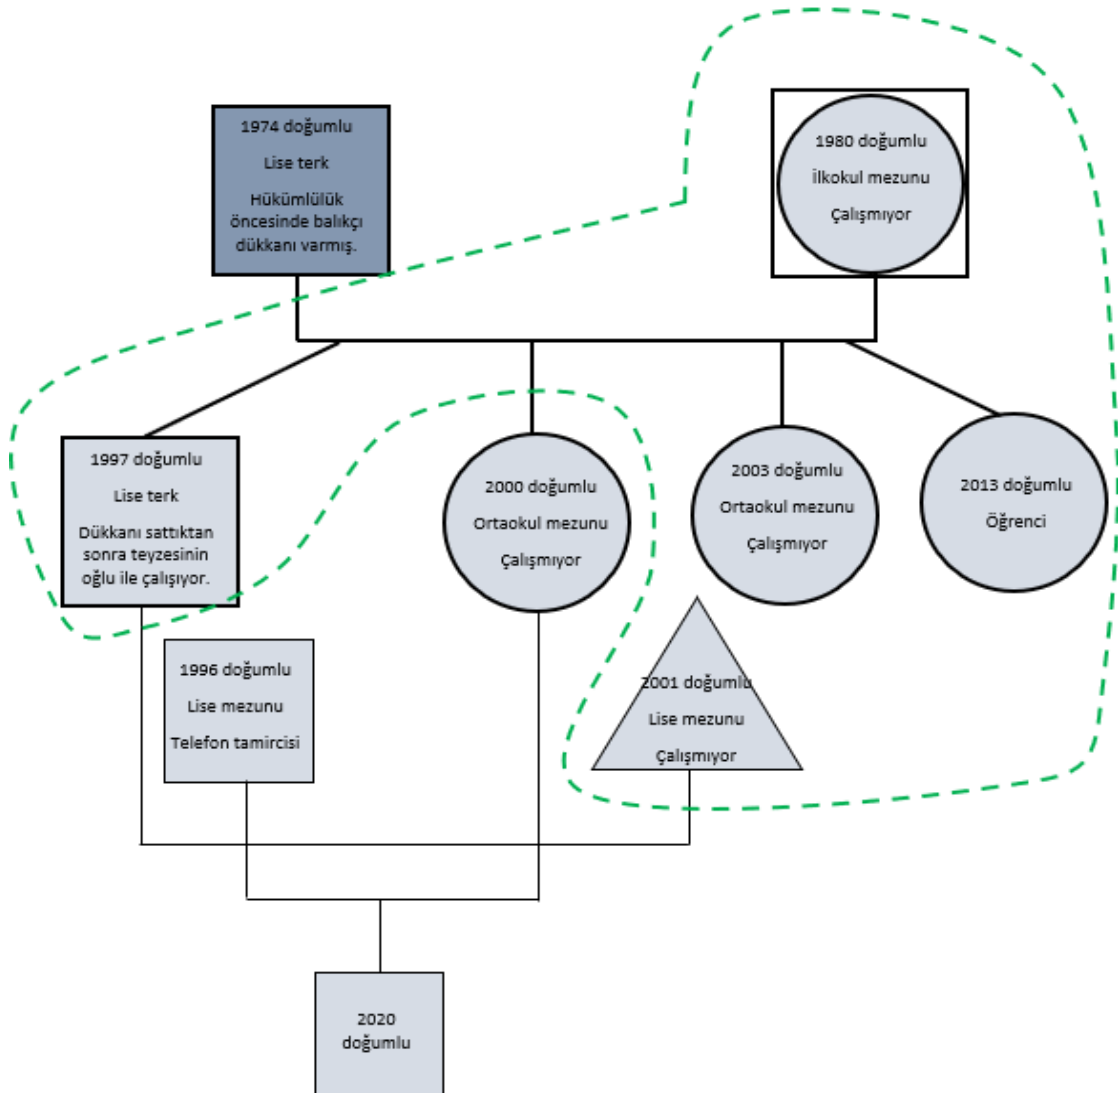 1974 doğumlu
Lise terk
Hükümlülük
öncesinde balıkçı
dükkanı varmış.
1980 doğumlu
İlkokul mezunu
Çalışmıyor
1997 doğumlu
Lise terk
Dükkanı sattıktan
sonra teyzesinin
oğlu ile çalışıyor.
2000 doğumlu
Ortaokul mezunu
Çalışmıyor
2003 doğumlu
Ortaokul mezunu
Çalışmıyor
2013 doğumlu
Öğrenci
1996 doğumlu
Lise mezunu
Telefon tamircisi
2001 doğumlu
Lise mezunu
Çalışmıyor
2020
doğumlu